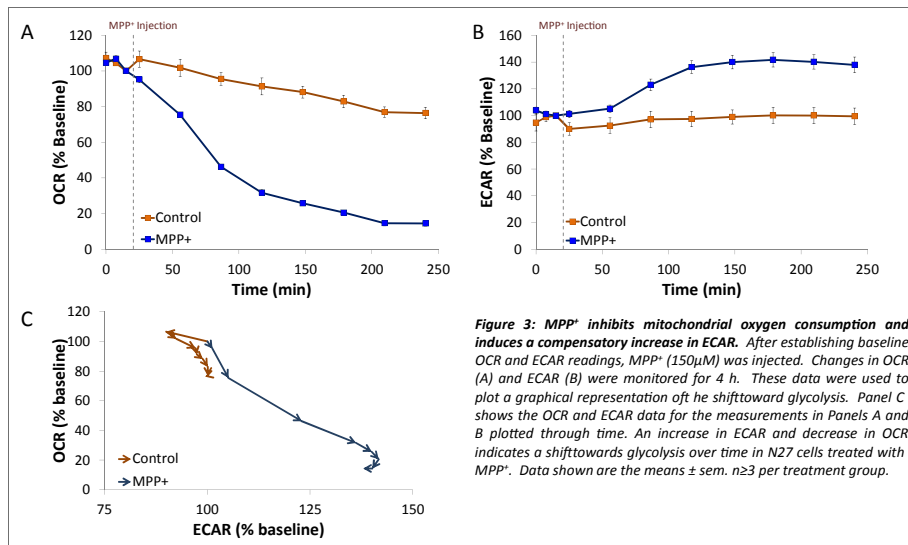 MPP⁺ Injection
A
120
100
80
60
40
20
0
OCR (% Baseline)
Control
MPP+
0 50 100 150 200 250
Time (min)
MPP⁺ Injection
B
160
140
120
100
80
60
40
20
0
ECAR (% Baseline)
Control
MPP+
0 50 100 150 200 250
Time (min)
C
120
100
80
60
40
20
0
OCR (% baseline)
Control
MPP+
75 100 125 150
ECAR (% baseline)
Figure 3: MPP⁺ inhibits mitochondrial oxygen consumption and
induces a compensatory increase in ECAR. After establishing baseline
OCR and ECAR readings, MPP⁺ (150µM) was injected. Changes in OCR
(A) and ECAR (B) were monitored for 4 h. These data were used to
plot a graphical representation oft he shifttoward glycolysis. Panel C
shows the OCR and ECAR data for the measurements in Panels A and
B plotted through time. An increase in ECAR and decrease in OCR
indicates a shifttowards glycolysis over time in N27 cells treated with
MPP⁺. Data shown are the means ± sem. n≥3 per treatment group.